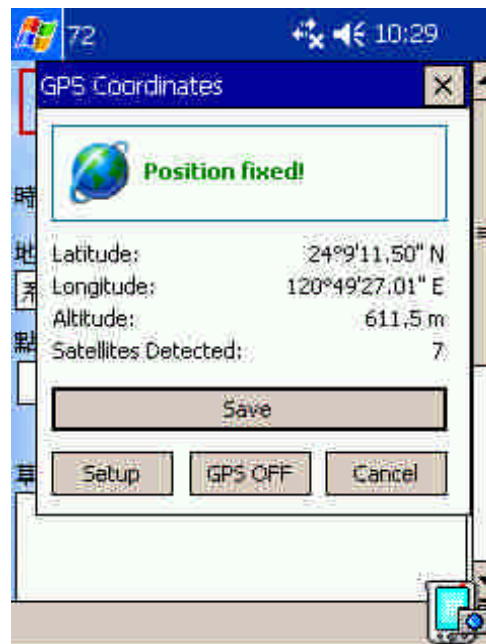 72 10:29
GPS Coordinates
Position fixed!
時
地
Latitude: 24°9'11,50" N
Longitude: 120°49'27,01" E
Altitude: 611,5 m
點
Satellites Detected: 7
Save
草
Setup GPS OFF Cancel